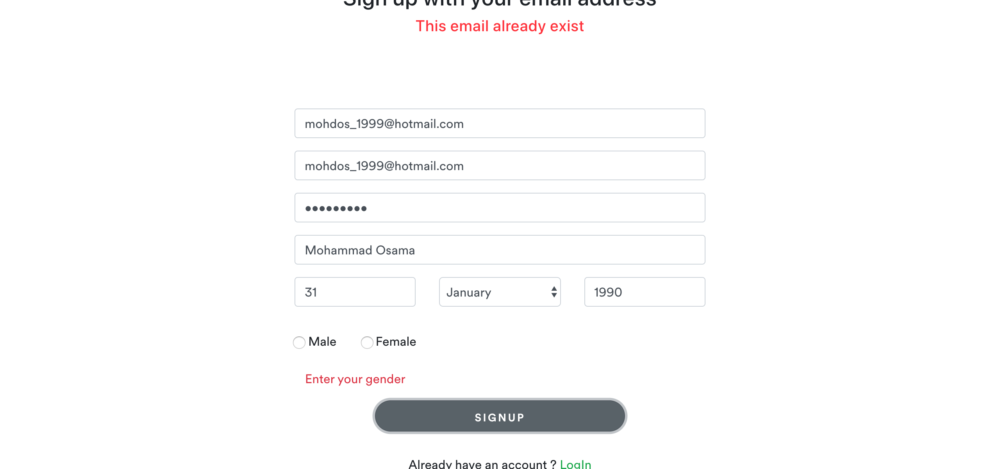 Sign up with your email address
This email already exist
mohdos_1999@hotmail.com
mohdos_1999@hotmail.com
•••••••••
Mohammad Osama
31 January 1990
Male Female
Enter your gender
SIGNUP
Already have an account ? LogIn